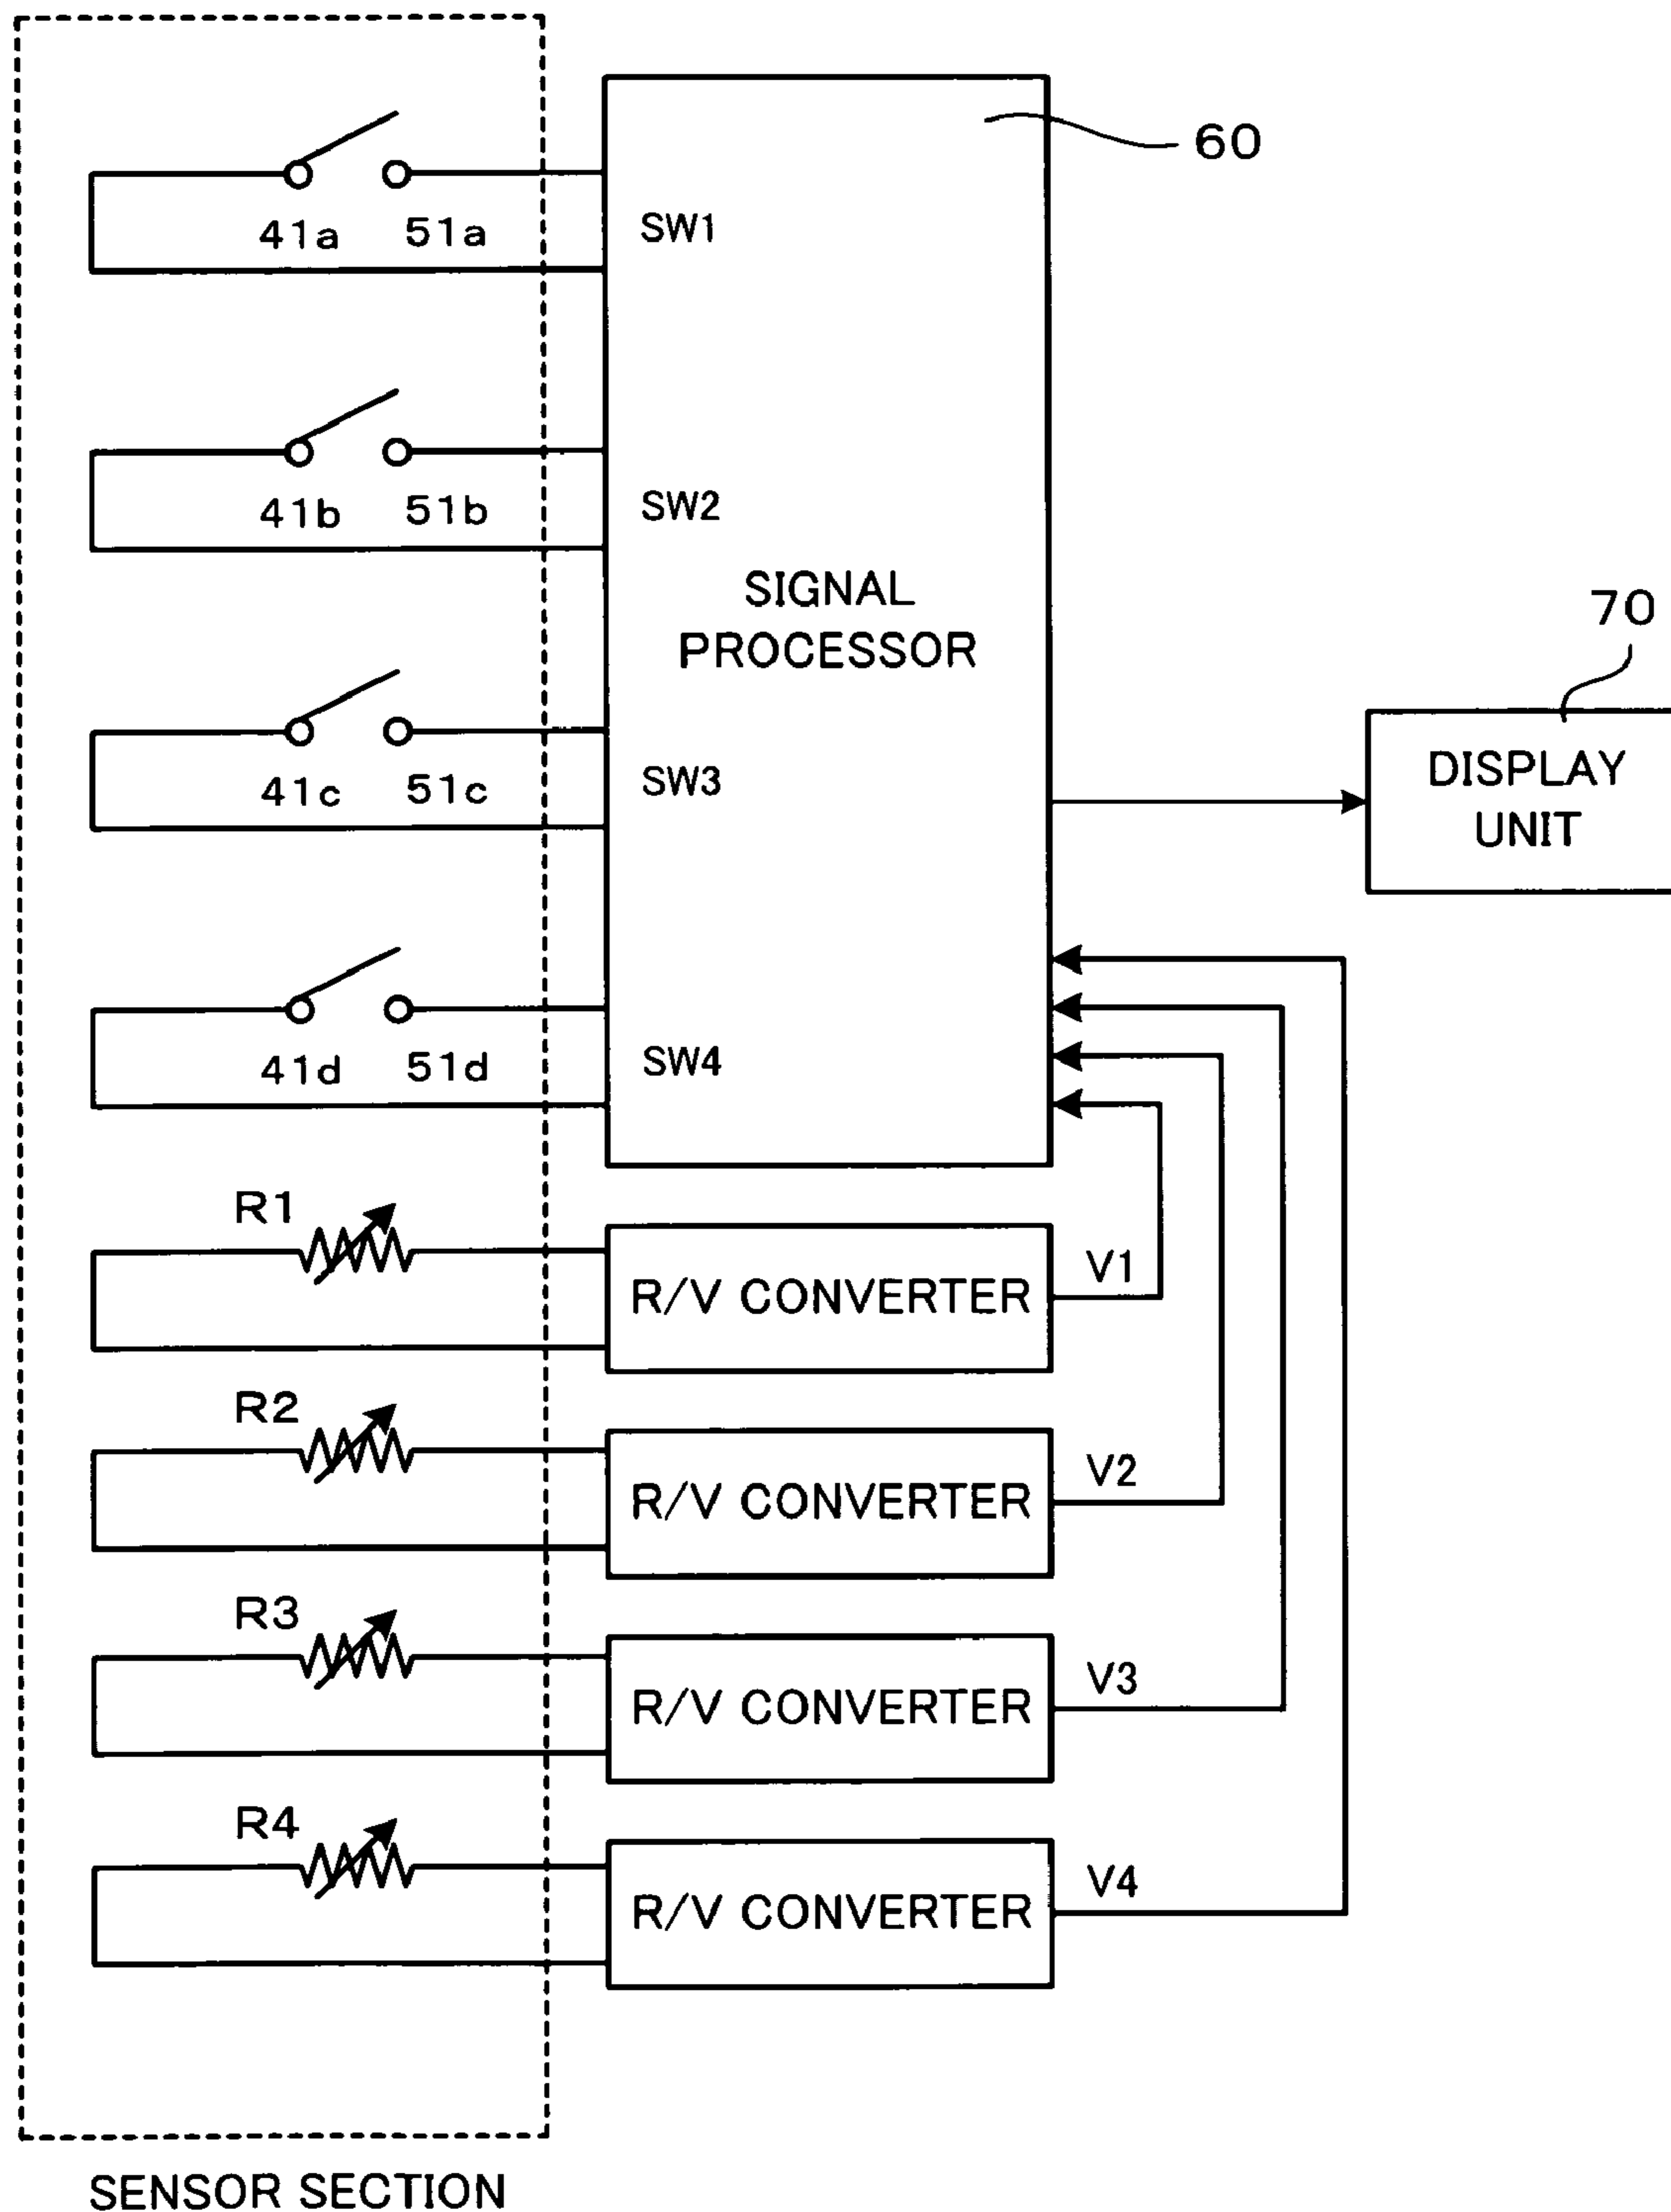 60
41a 51a
SW1
41b 51b
SW2
SIGNAL
PROCESSOR
70
DISPLAY
UNIT
41c 51c
SW3
41d 51d
SW4
R1
R/V CONVERTER
V1
R2
R/V CONVERTER
V2
R3
R/V CONVERTER
V3
R4
R/V CONVERTER
V4
SENSOR SECTION